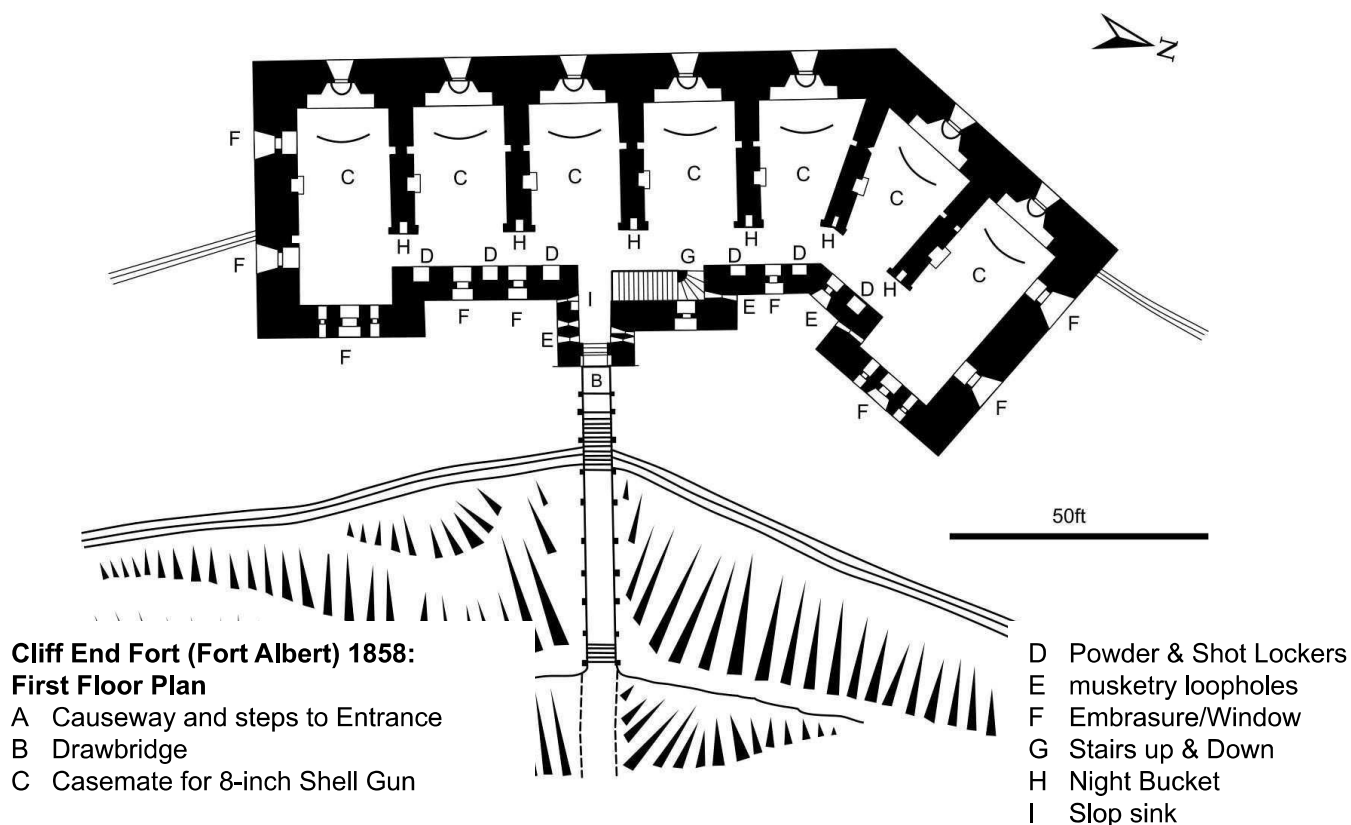 N
F
C
C
C
C
C
C
C
F
H
H
H
H
H
H
D
D
D
G
D
D
D
I
E
F
F
F
E
F
E
F
F
F
B
50ft
Cliff End Fort (Fort Albert) 1858:
First Floor Plan
A Causeway and steps to Entrance
B Drawbridge
C Casemate for 8-inch Shell Gun
D Powder & Shot Lockers
E musketry loopholes
F Embrasure/Window
G Stairs up & Down
H Night Bucket
I Slop sink